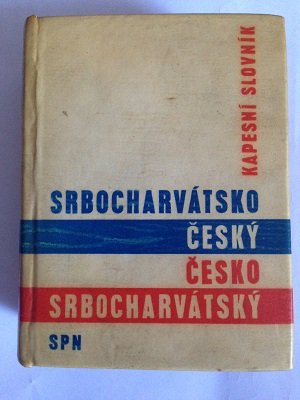 KAPESNÍ SLOVNÍK
SRBOCHARVÁTSKO
ČESKÝ
ČESKO
SRBOCHARVÁTSKÝ
SPN